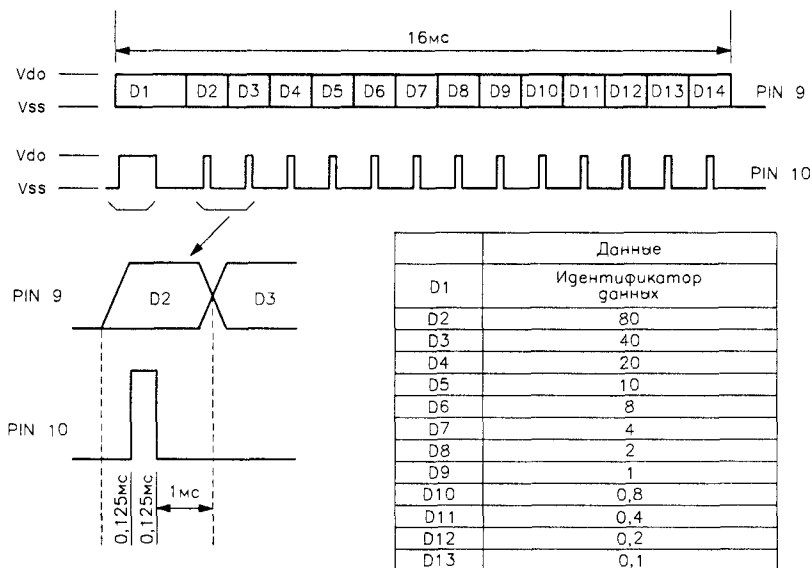 16мс
Vdo
Vss
D1 D2 D3 D4 D5 D6 D7 D8 D9 D10 D11 D12 D13 D14
PIN 9
Vdo
Vss
PIN 10
PIN 9
D2 D3
PIN 10
0,125мс
0,125мс
1мс
Данные
D1 Идентификатор данных
D2 80
D3 40
D4 20
D5 10
D6 8
D7 4
D8 2
D9 1
D10 0,8
D11 0,4
D12 0,2
D13 0,1